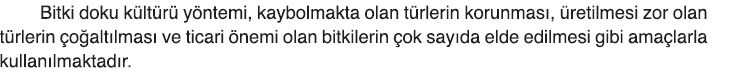 Bitki doku kültürü yöntemi, kaybolmakta olan türlerin korunması, üretilmesi zor olan
türlerin çoğaltılması ve ticari önemi olan bitkilerin çok sayıda elde edilmesi gibi amaçlarla
kullanılmaktadır.